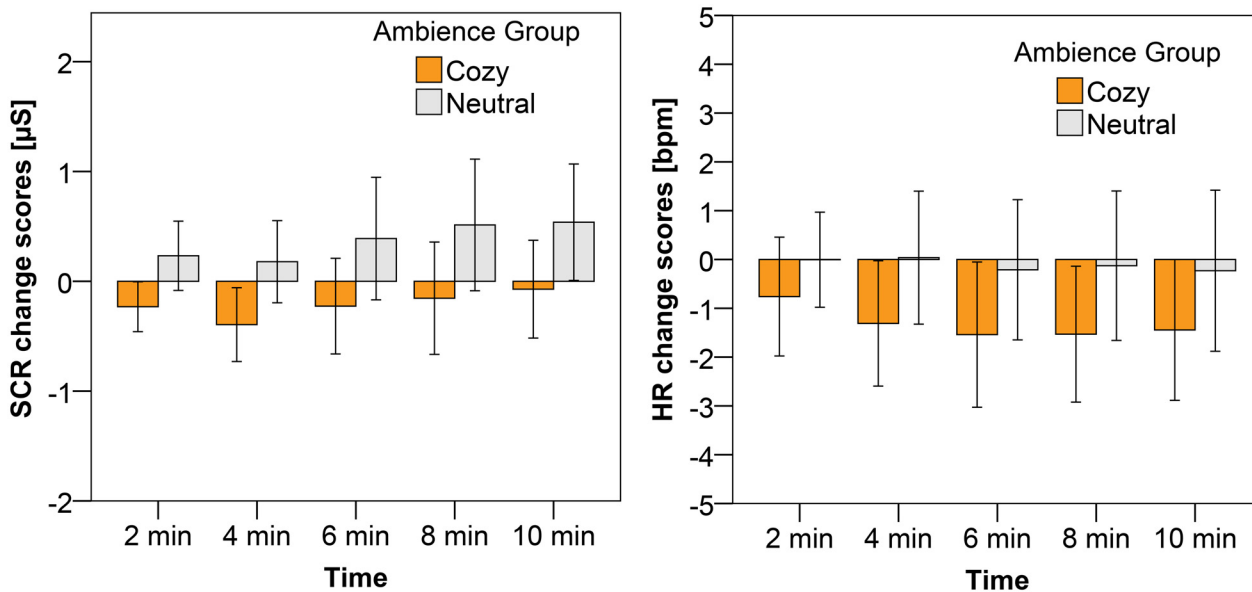 SCR change scores [µS]
2
1
0
-1
-2
Ambience Group
Cozy
Neutral
2 min 4 min 6 min 8 min 10 min
Time
HR change scores [bpm]
5
4
3
2
1
0
-1
-2
-3
-4
-5
Ambience Group
Cozy
Neutral
2 min 4 min 6 min 8 min 10 min
Time